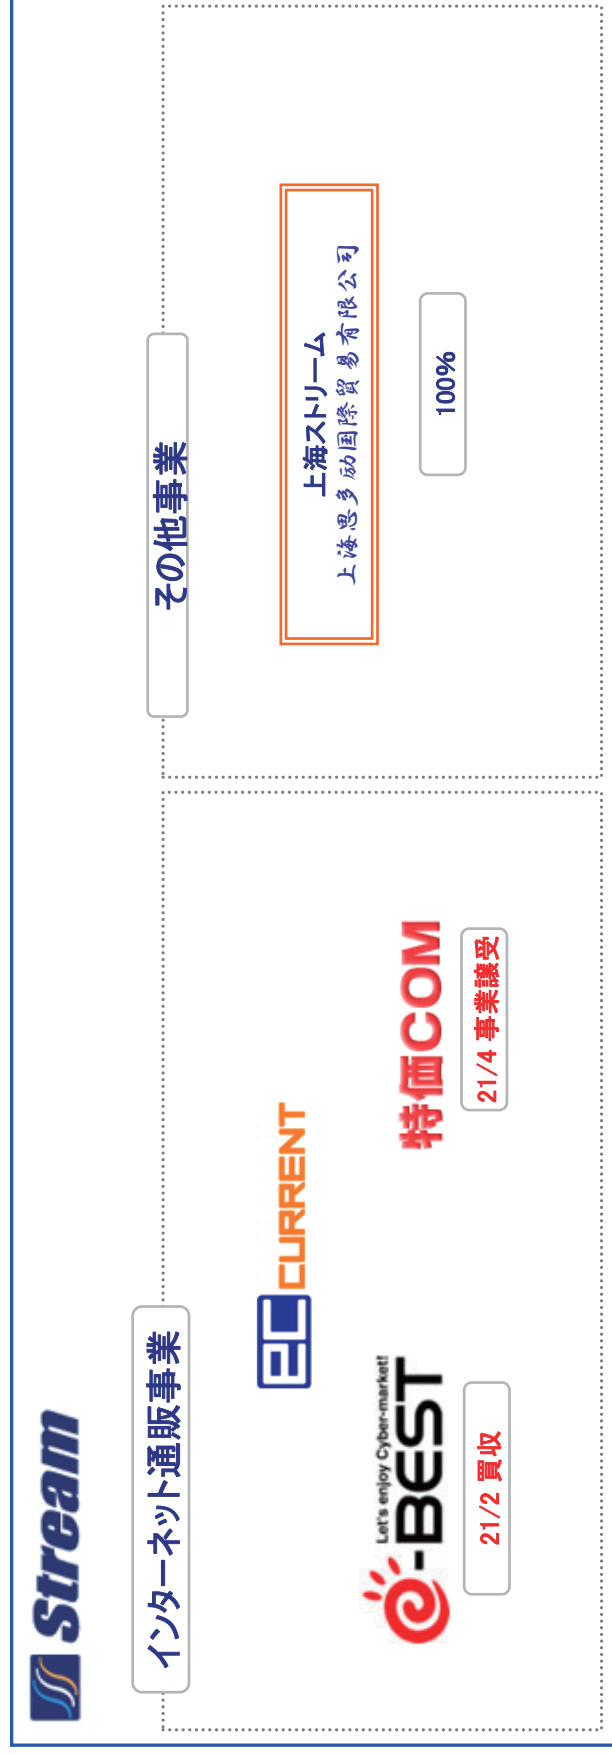 Stream
インターネット通販事業
EC CURRENT
Let's enjoy Cyber-market!
e-BEST
21/2 買収
特価COM
21/4 事業譲受
その他事業
上海ストリーム
上海思多励国際貿易有限公司
100%